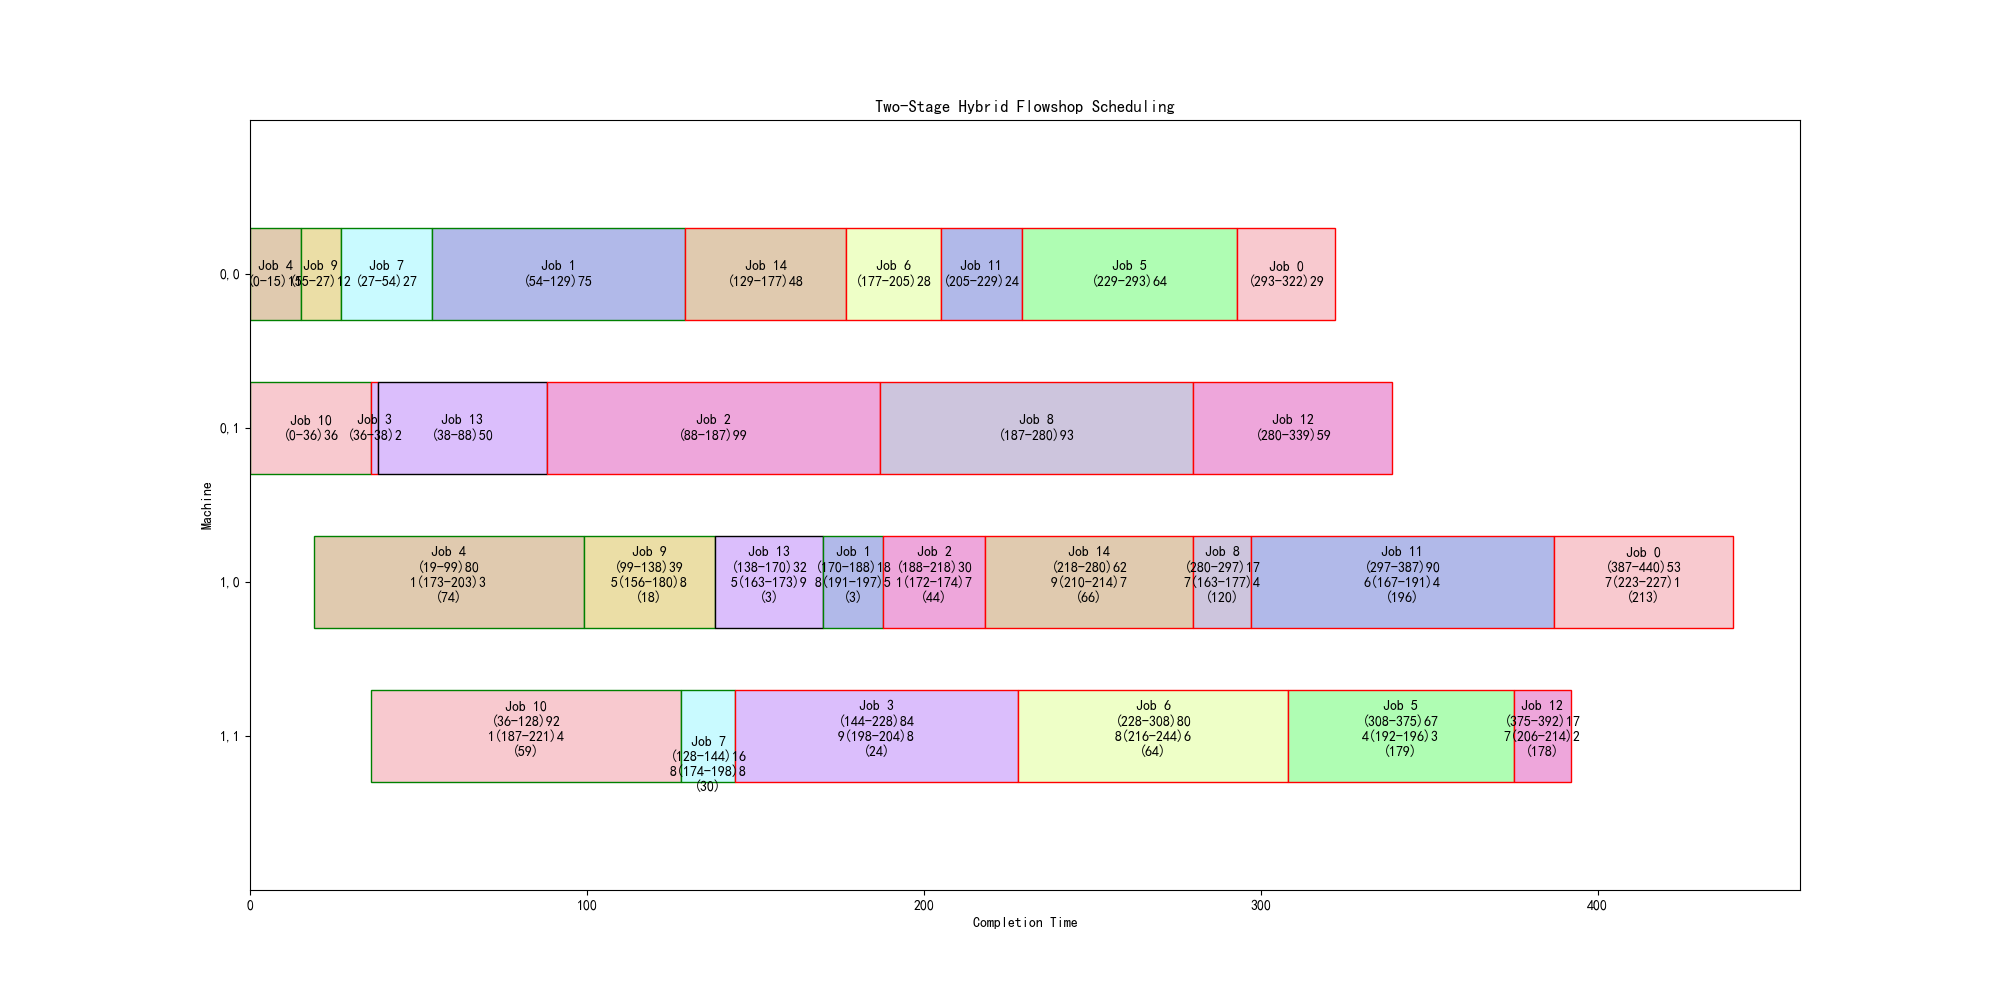 Two-Stage Hybrid Flowshop Scheduling
Machine
0,0
Job 4
(0-15)15
Job 9
(15-27)12
Job 7
(27-54)27
Job 1
(54-129)75
Job 14
(129-177)48
Job 6
(177-205)28
Job 11
(205-229)24
Job 5
(229-293)64
Job 0
(293-322)29
0,1
Job 10
(0-36)36
Job 3
(36-38)2
Job 13
(38-88)50
Job 2
(88-187)99
Job 8
(187-280)93
Job 12
(280-339)59
1,0
Job 4
(19-99)80
1(173-203)3
(74)
Job 9
(99-138)39
5(156-180)8
(18)
Job 13
(138-170)32
5(163-173)9
(3)
Job 1
(170-188)18
8(191-197)5
(3)
Job 2
(188-218)30
1(172-174)7
(44)
Job 14
(218-280)62
9(210-214)7
(66)
Job 8
(280-297)17
7(163-177)4
(120)
Job 11
(297-387)90
6(167-191)4
(196)
Job 0
(387-440)53
7(223-227)1
(213)
1,1
Job 10
(36-128)92
1(187-221)4
(59)
Job 7
(128-144)16
8(174-198)8
(30)
Job 3
(144-228)84
9(198-204)8
(24)
Job 6
(228-308)80
8(216-244)6
(64)
Job 5
(308-375)67
4(192-196)3
(179)
Job 12
(375-392)17
7(206-214)2
(178)
0
100
200
300
400
Completion Time